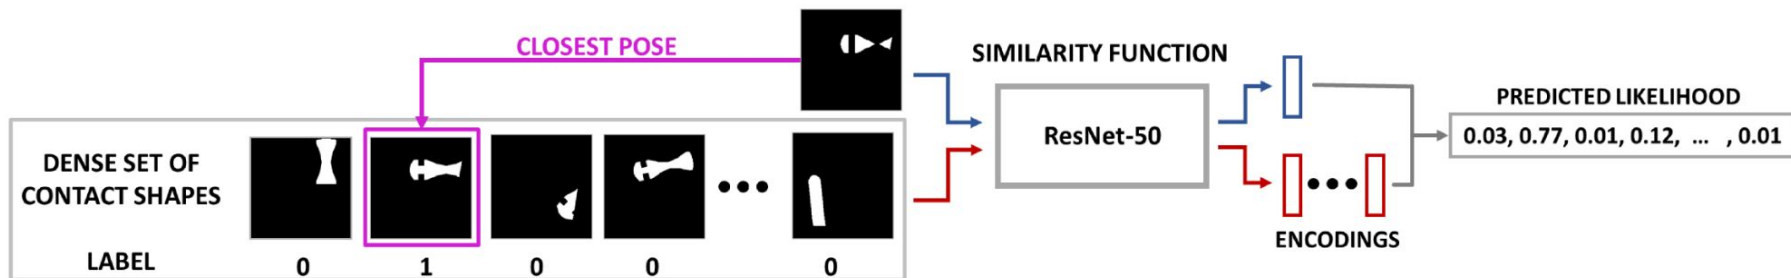 CLOSEST POSE
SIMILARITY FUNCTION
ResNet-50
PREDICTED LIKELIHOOD
0.03, 0.77, 0.01, 0.12, ... , 0.01
DENSE SET OF
CONTACT SHAPES
ENCODINGS
LABEL 0 1 0 0 0